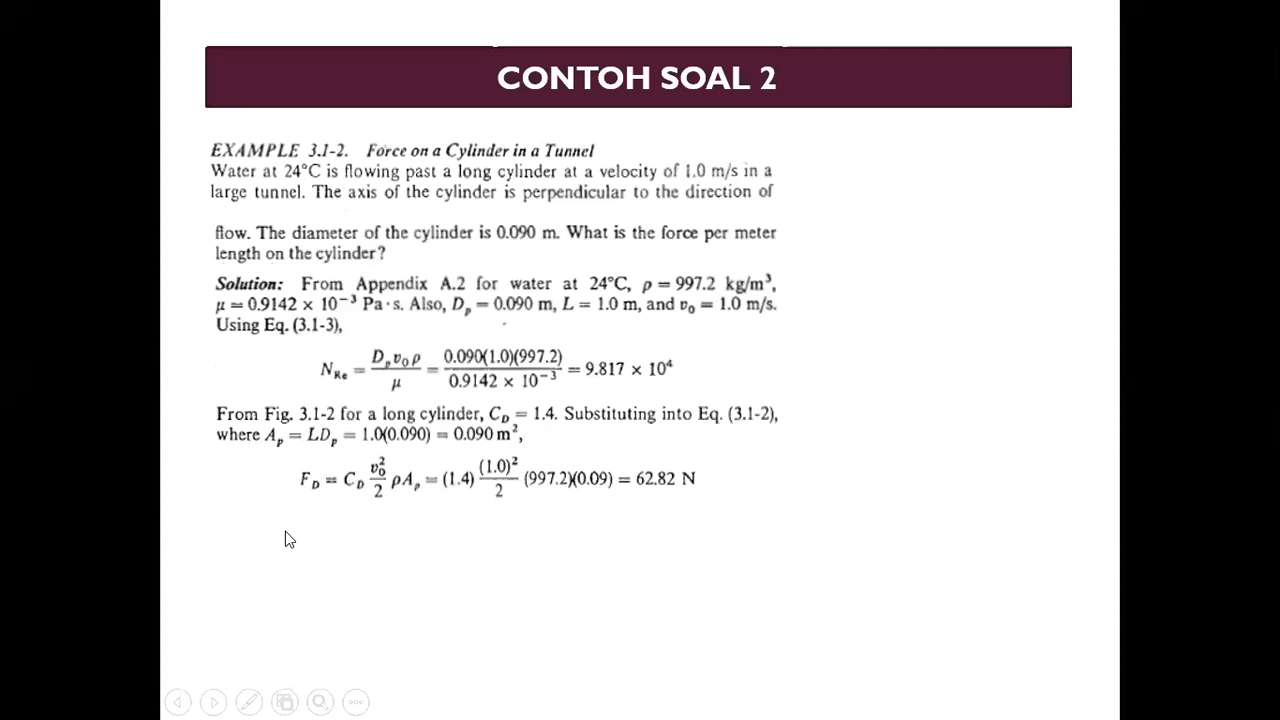 CONTOH SOAL 2
EXAMPLE 3.1-2. Force on a Cylinder in a Tunnel
Water at 24°C is flowing past a long cylinder at a velocity of 1.0 m/s in a
large tunnel. The axis of the cylinder is perpendicular to the direction of
flow. The diameter of the cylinder is 0.090 m. What is the force per meter
length on the cylinder?
Solution: From Appendix A.2 for water at 24°C, ρ = 997.2 kg/m³,
μ = 0.9142 × 10⁻³ Pa·s. Also, Dₚ = 0.090 m, L = 1.0 m, and v₀ = 1.0 m/s.
Using Eq. (3.1-3),
N_Re = Dₚv₀ρ / μ = 0.090(1.0)(997.2) / 0.9142 × 10⁻³ = 9.817 × 10⁴
From Fig. 3.1-2 for a long cylinder, C_D = 1.4. Substituting into Eq. (3.1-2),
where Aₚ = LDₚ = 1.0(0.090) = 0.090 m²,
F_D = C_D v₀² / 2 ρAₚ = (1.4) (1.0)² / 2 (997.2)(0.09) = 62.82 N